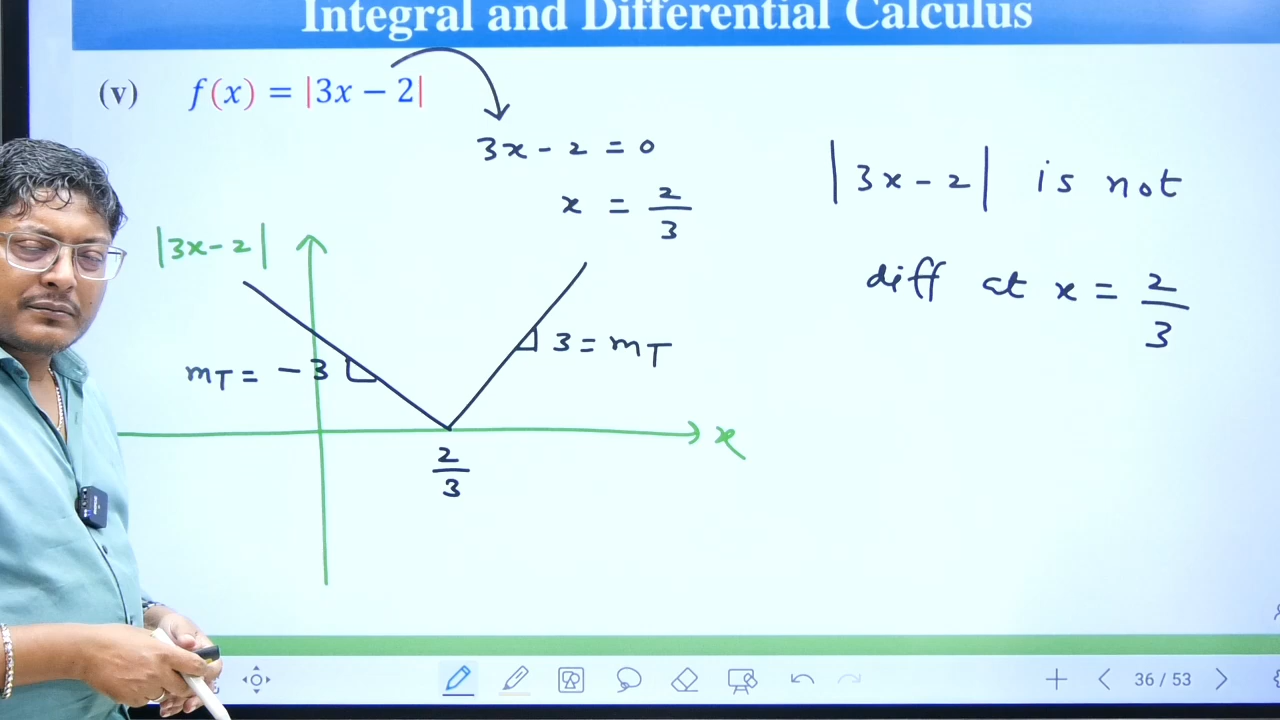 Integral and Differential Calculus
(v) f(x) = |3x − 2|
3x - 2 = 0
x = 2/3
|3x - 2| is not
diff at x = 2/3
|3x - 2|
3 = mT
mT = - 3
x
2/3
36 / 53